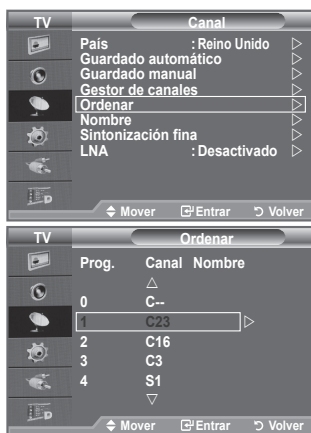 TV Canal
País : Reino Unido
Guardado automático
Guardado manual
Gestor de canales
Ordenar
Nombre
Sintonización fina
LNA : Desactivado
Mover Entrar Volver
TV Ordenar
Prog. Canal Nombre
0 C--
1 C23
2 C16
3 C3
4 S1
Mover Entrar Volver